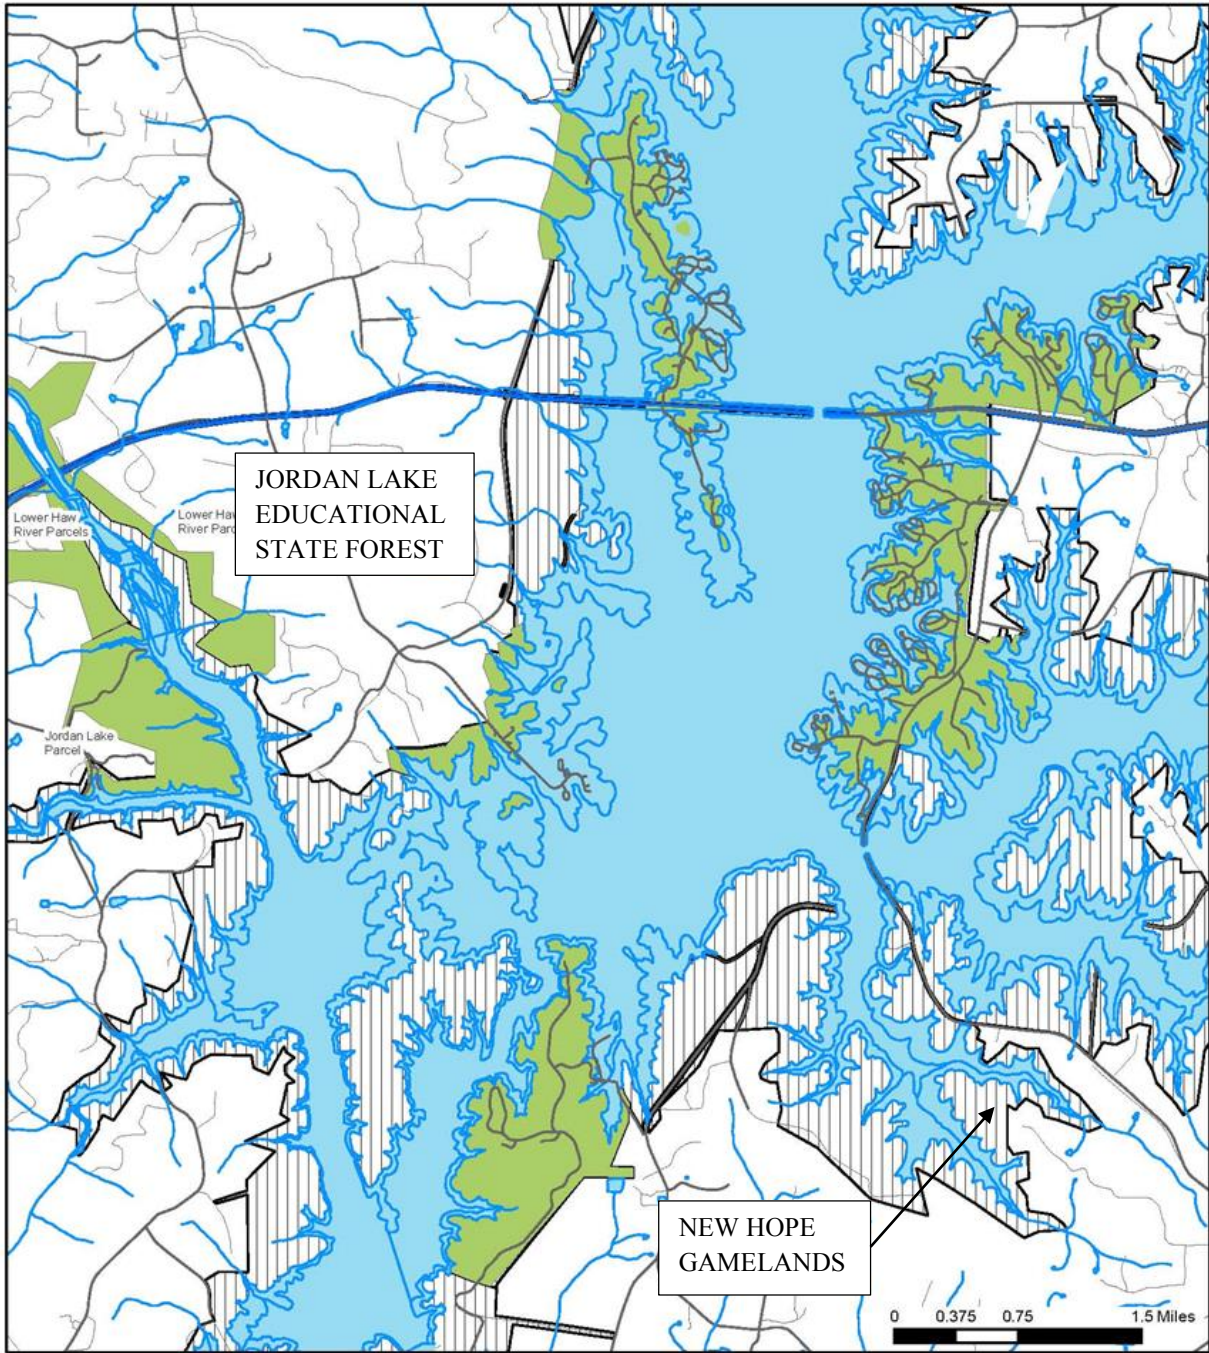 JORDAN LAKE
EDUCATIONAL
STATE FOREST
Lower Haw
River Parcels
Lower Haw
River Parc
Jordan Lake
Parcel
NEW HOPE
GAMELANDS
0 0.375 0.75 1.5 Miles